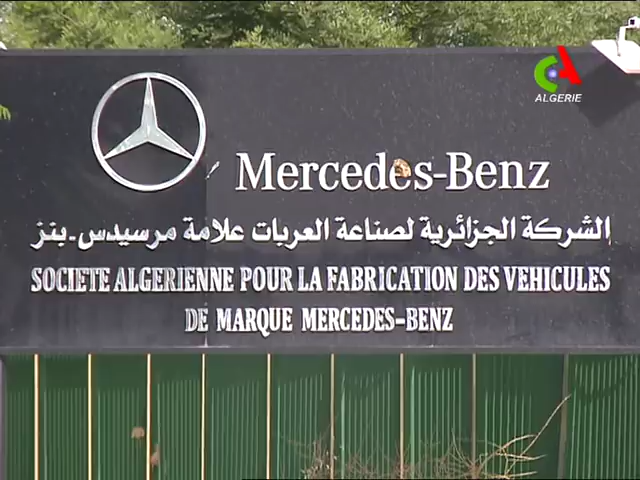 ALGERIE
Mercedes-Benz
الشركة الجزائرية لصناعة العربات علامة مرسيدس-بنز
SOCIETE ALGERIENNE POUR LA FABRICATION DES VEHICULES
DE MARQUE MERCEDES-BENZ